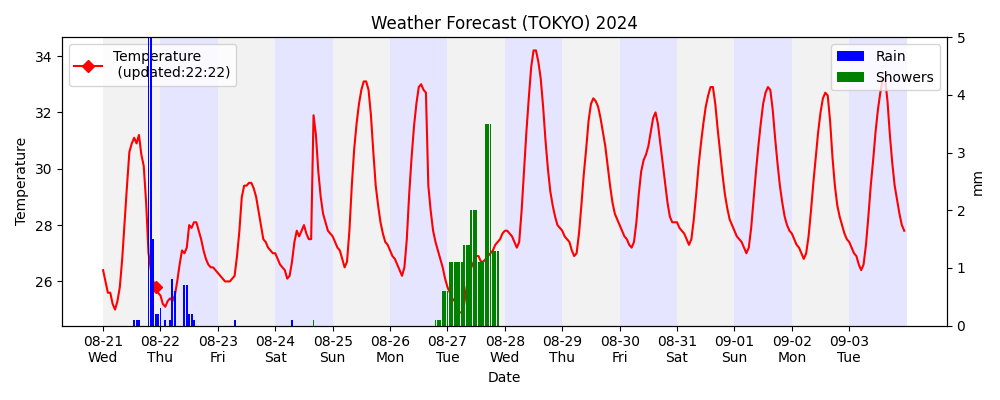 Weather Forecast (TOKYO) 2024
Temperature
(updated:22:22)
Rain
Showers
Temperature
34
32
30
28
26
5
4
3
2
1
0
mm
08-21 08-22 08-23 08-24 08-25 08-26 08-27 08-28 08-29 08-30 08-31 09-01 09-02 09-03
Wed Thu Fri Sat Sun Mon Tue Wed Thu Fri Sat Sun Mon Tue
Date